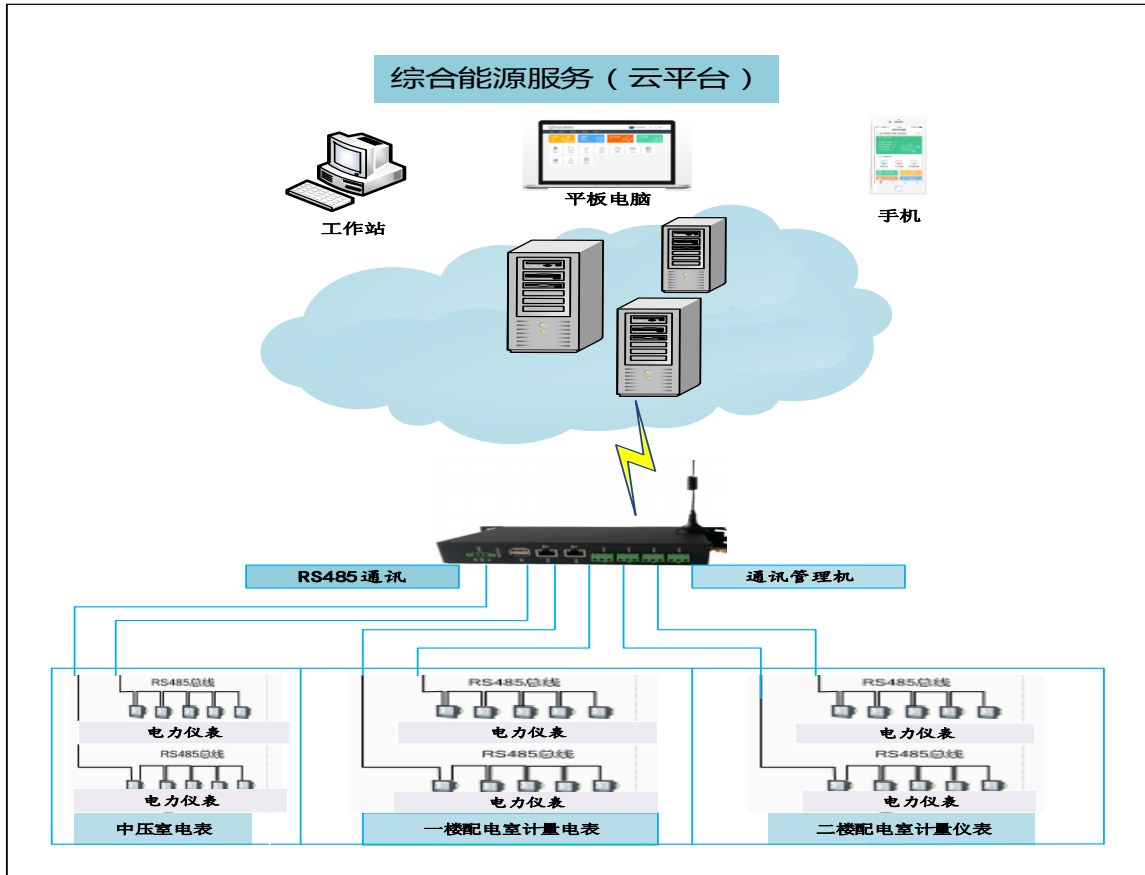 综合能源服务（云平台）
工作站
平板电脑
手机
RS485通讯
通讯管理机
RS485总线
电力仪表
RS485总线
电力仪表
中压室电表
RS485总线
电力仪表
RS485总线
电力仪表
一楼配电室计量电表
RS485总线
电力仪表
RS485总线
电力仪表
二楼配电室计量仪表